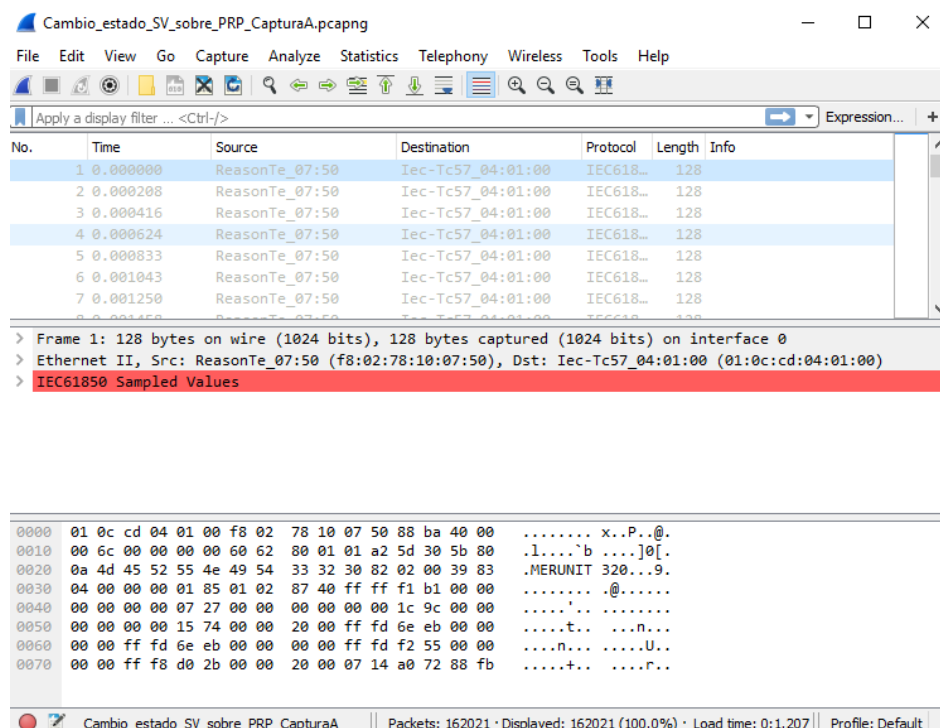 Cambio_estado_SV_sobre_PRP_CapturaA.pcapng
File Edit View Go Capture Analyze Statistics Telephony Wireless Tools Help
Apply a display filter ... <Ctrl-/> Expression... +
No. Time Source Destination Protocol Length Info
1 0.000000 ReasonTe_07:50 Iec-Tc57_04:01:00 IEC618… 128
2 0.000208 ReasonTe_07:50 Iec-Tc57_04:01:00 IEC618… 128
3 0.000416 ReasonTe_07:50 Iec-Tc57_04:01:00 IEC618… 128
4 0.000624 ReasonTe_07:50 Iec-Tc57_04:01:00 IEC618… 128
5 0.000833 ReasonTe_07:50 Iec-Tc57_04:01:00 IEC618… 128
6 0.001043 ReasonTe_07:50 Iec-Tc57_04:01:00 IEC618… 128
7 0.001250 ReasonTe_07:50 Iec-Tc57_04:01:00 IEC618… 128
> Frame 1: 128 bytes on wire (1024 bits), 128 bytes captured (1024 bits) on interface 0
> Ethernet II, Src: ReasonTe_07:50 (f8:02:78:10:07:50), Dst: Iec-Tc57_04:01:00 (01:0c:cd:04:01:00)
> IEC61850 Sampled Values
0000 01 0c cd 04 01 00 f8 02 78 10 07 50 88 ba 40 00 ........ x..P..@.
0010 00 6c 00 00 00 00 60 62 80 01 01 a2 5d 30 5b 80 .l....`b ....]0[.
0020 0a 4d 45 52 55 4e 49 54 33 32 30 82 02 00 39 83 .MERUNIT 320...9.
0030 04 00 00 00 01 85 01 02 87 40 ff ff f1 b1 00 00 ........ .@......
0040 00 00 00 00 07 27 00 00 00 00 00 00 1c 9c 00 00 .....'.. ........
0050 00 00 00 00 15 74 00 00 20 00 ff fd 6e eb 00 00 .....t.. ...n...
0060 00 00 ff fd 6e eb 00 00 00 00 ff fd f2 55 00 00 ....n... .....U..
0070 00 00 ff f8 d0 2b 00 00 20 00 07 14 a0 72 88 fb .....+.. ....r..
Cambio_estado_SV_sobre_PRP_CapturaA Packets: 162021 · Displayed: 162021 (100.0%) · Load time: 0:1.207 Profile: Default